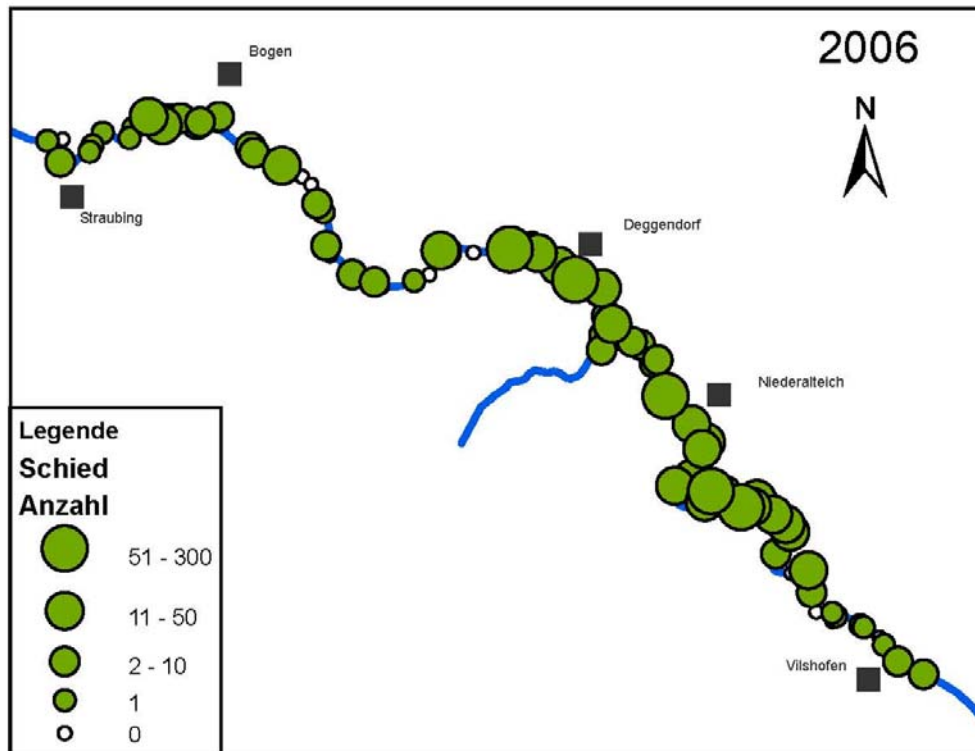 2006
Bogen
N
Straubing
Deggendorf
Niederalteich
Vilshofen
Legende
Schied
Anzahl
51 - 300
11 - 50
2 - 10
1
0